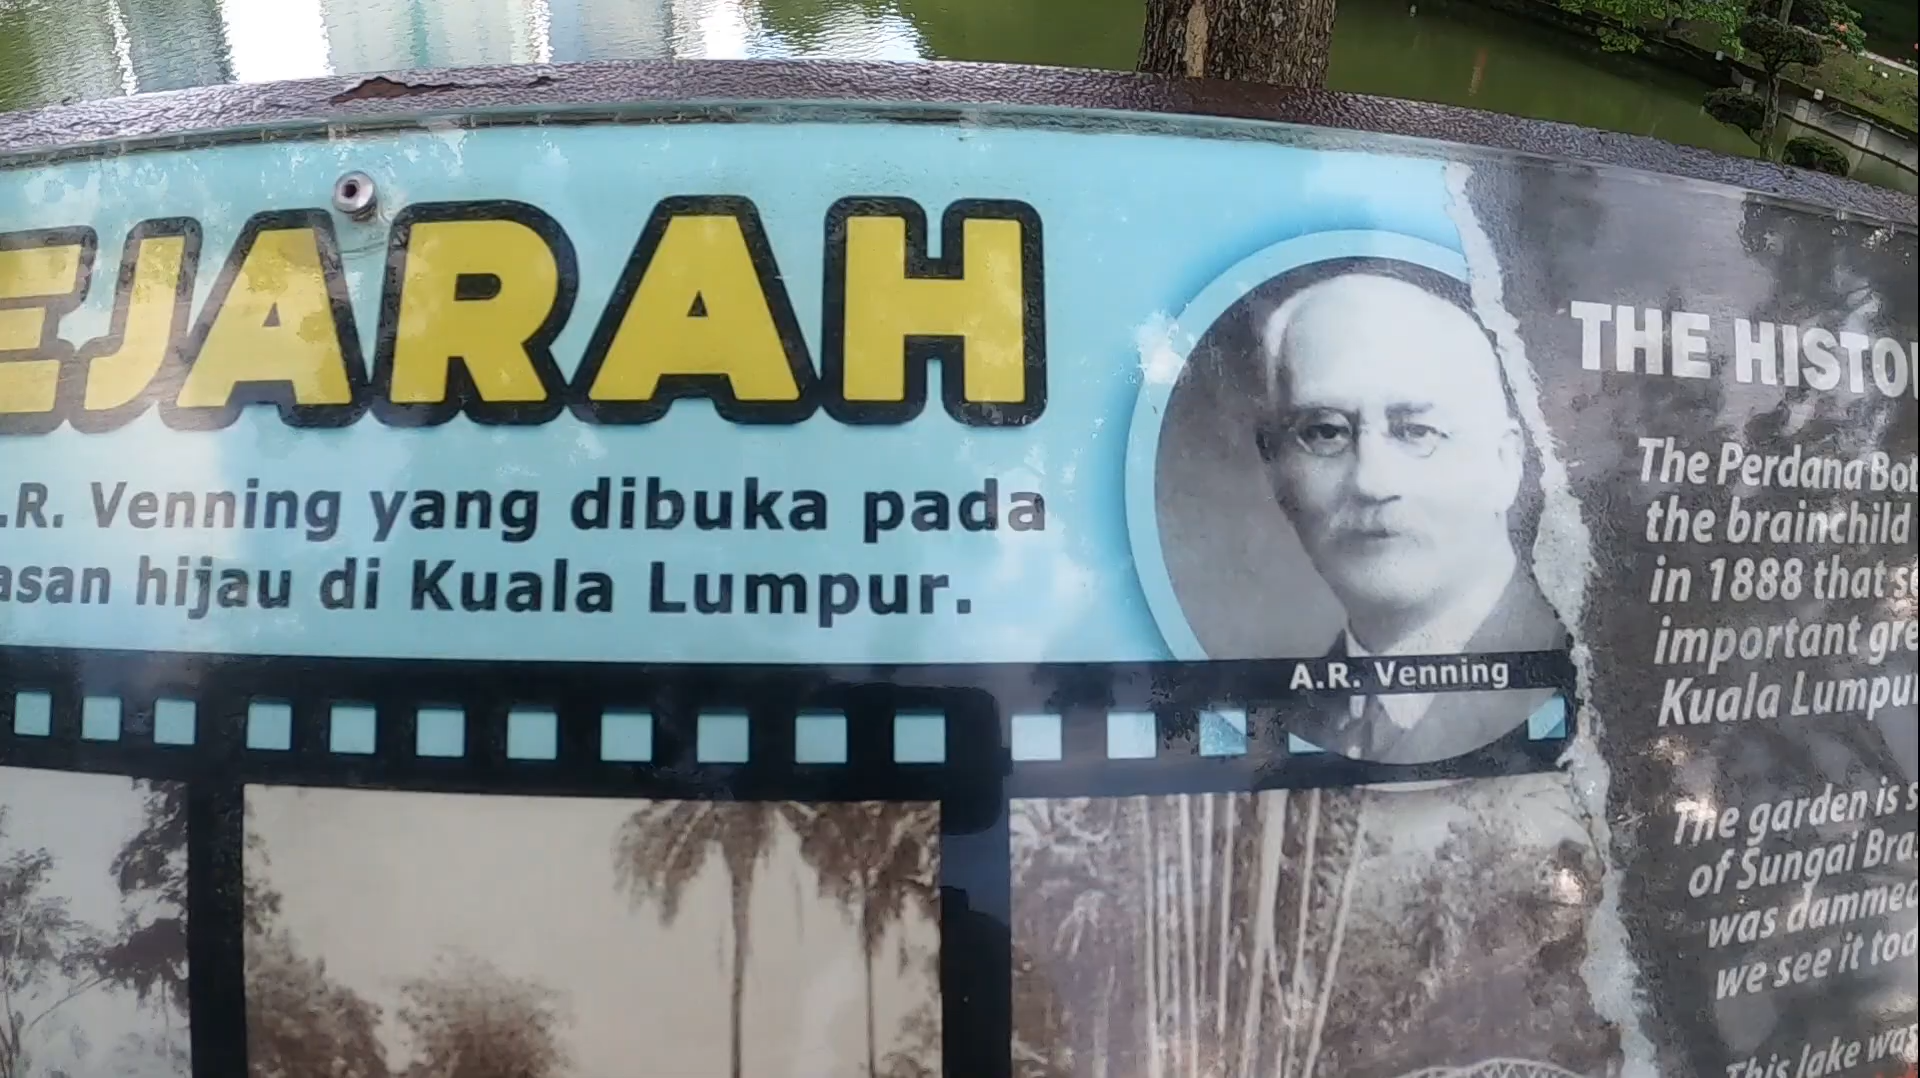 EJARAH
.R. Venning yang dibuka pada
asan hijau di Kuala Lumpur.
A.R. Venning
THE HISTO
The Perdana Bot
the brainchild
in 1888 that s
important gre
Kuala Lumpu
The garden is s
of Sungai Bra
was dammed
we see it tod
This lake was